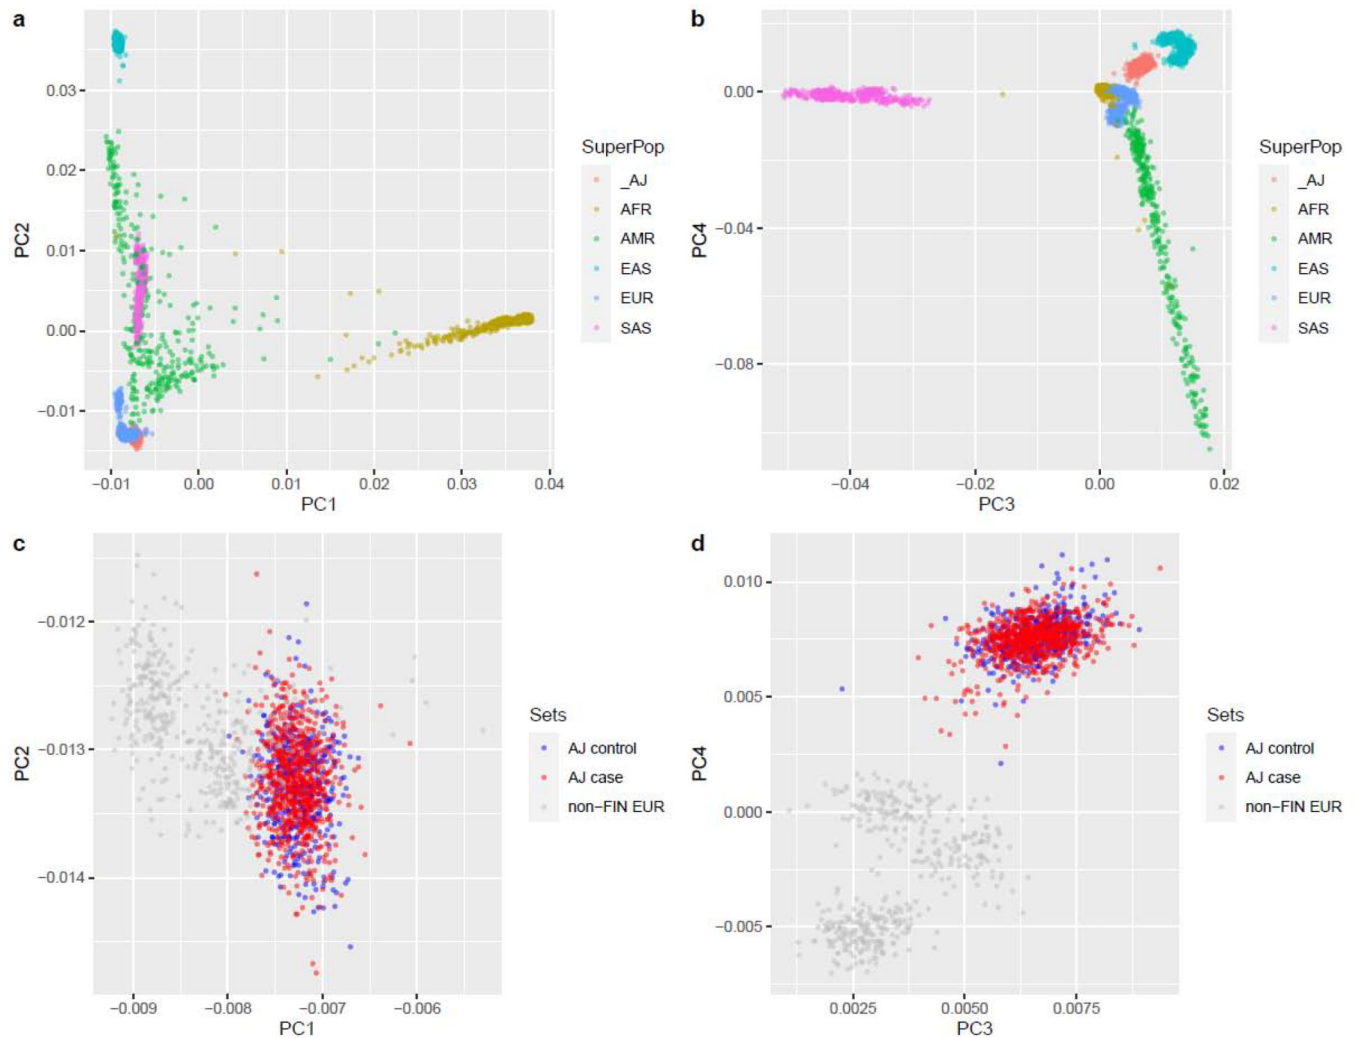 a
0.03
0.02
0.01
0.00
−0.01
PC2
−0.01 0.00 0.01 0.02 0.03 0.04
PC1
SuperPop
_AJ
AFR
AMR
EAS
EUR
SAS
b
0.00
−0.04
−0.08
PC4
−0.04 −0.02 0.00 0.02
PC3
SuperPop
_AJ
AFR
AMR
EAS
EUR
SAS
c
−0.012
−0.013
−0.014
PC2
−0.009 −0.008 −0.007 −0.006
PC1
Sets
AJ control
AJ case
non−FIN EUR
d
0.010
0.005
0.000
−0.005
PC4
0.0025 0.0050 0.0075
PC3
Sets
AJ control
AJ case
non−FIN EUR